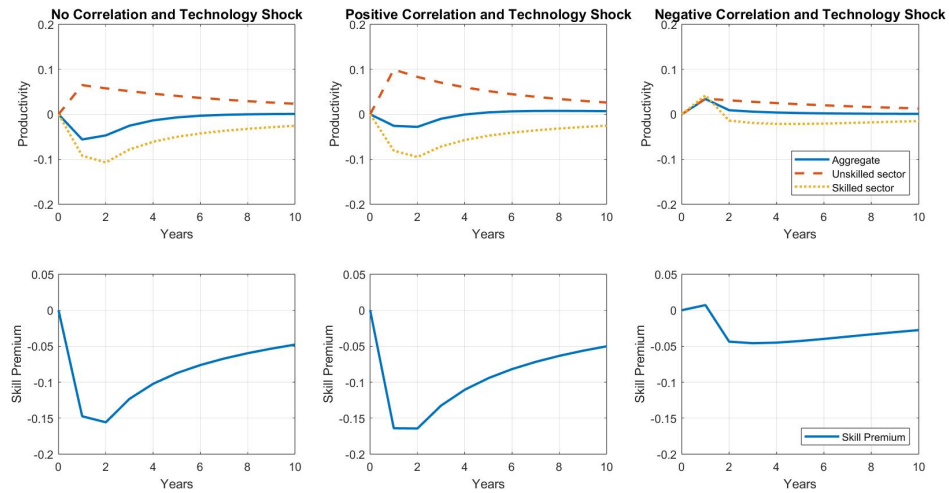 No Correlation and Technology Shock
0.2
0.1
0
-0.1
-0.2
Productivity
0 2 4 6 8 10
Years
Positive Correlation and Technology Shock
0.2
0.1
0
-0.1
-0.2
Productivity
0 2 4 6 8 10
Years
Negative Correlation and Technology Shock
0.2
0.1
0
-0.1
-0.2
Productivity
Aggregate
Unskilled sector
Skilled sector
0 2 4 6 8 10
Years
0.05
0
-0.05
-0.1
-0.15
-0.2
Skill Premium
0 2 4 6 8 10
Years
0.05
0
-0.05
-0.1
-0.15
-0.2
Skill Premium
0 2 4 6 8 10
Years
0.05
0
-0.05
-0.1
-0.15
-0.2
Skill Premium
Skill Premium
0 2 4 6 8 10
Years